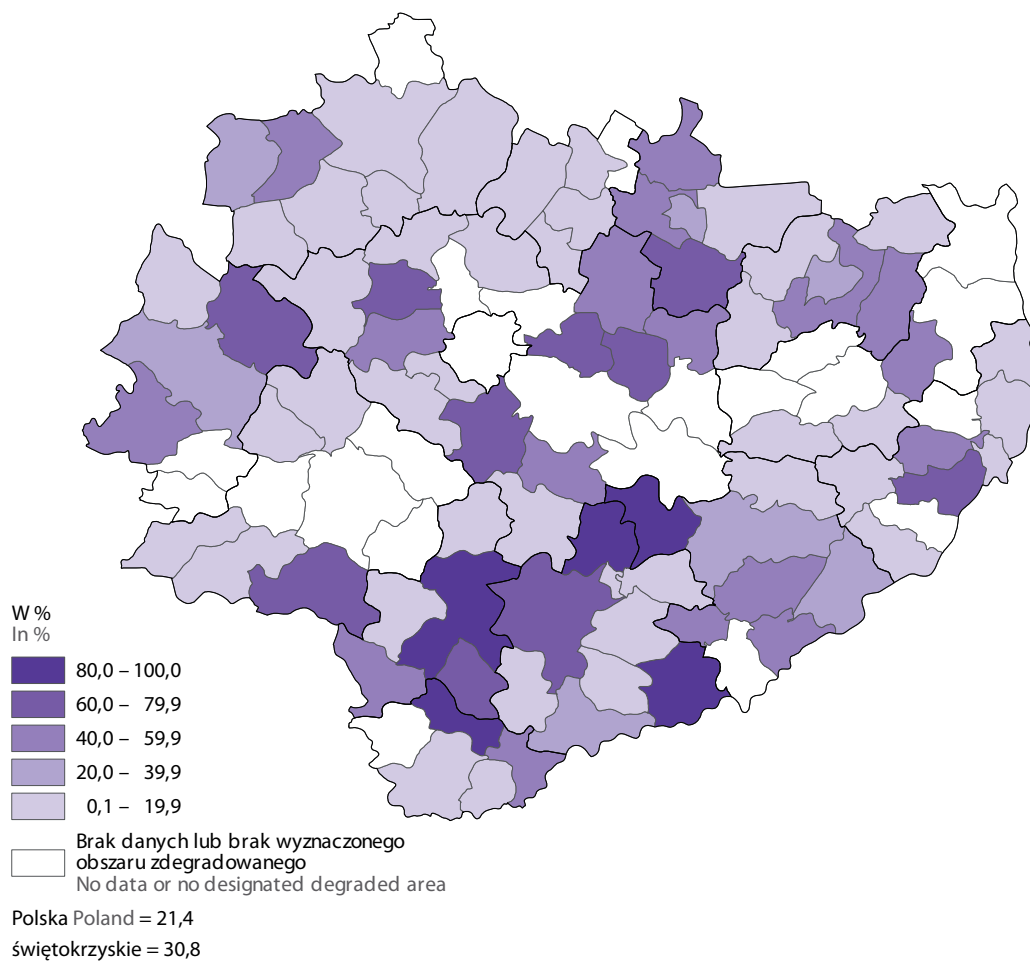 W %
In %
80,0 – 100,0
60,0 – 79,9
40,0 – 59,9
20,0 – 39,9
0,1 – 19,9
Brak danych lub brak wyznaczonego
obszaru zdegradowanego
No data or no designated degraded area
Polska Poland = 21,4
świętokrzyskie = 30,8